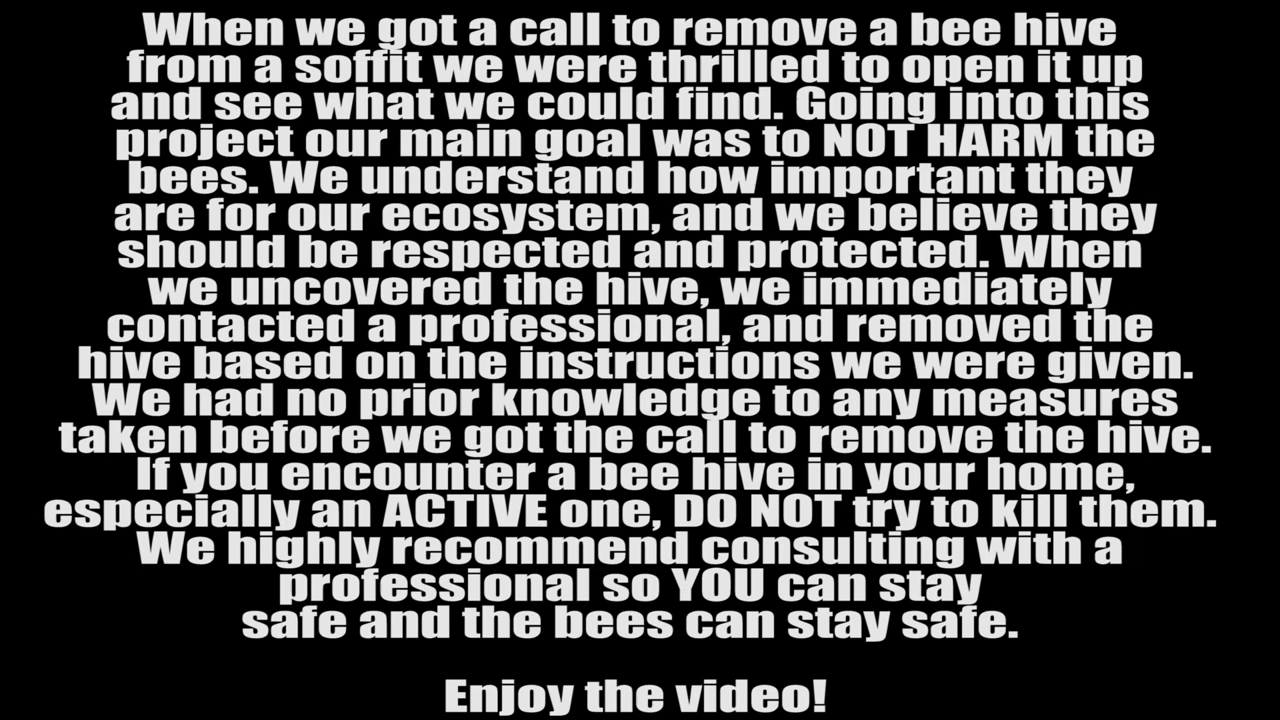 When we got a call to remove a bee hive
from a soffit we were thrilled to open it up
and see what we could find. Going into this
project our main goal was to NOT HARM the
bees. We understand how important they
are for our ecosystem, and we believe they
should be respected and protected. When
we uncovered the hive, we immediately
contacted a professional, and removed the
hive based on the instructions we were given.
We had no prior knowledge to any measures
taken before we got the call to remove the hive.
If you encounter a bee hive in your home,
especially an ACTIVE one, DO NOT try to kill them.
We highly recommend consulting with a
professional so YOU can stay
safe and the bees can stay safe.
Enjoy the video!